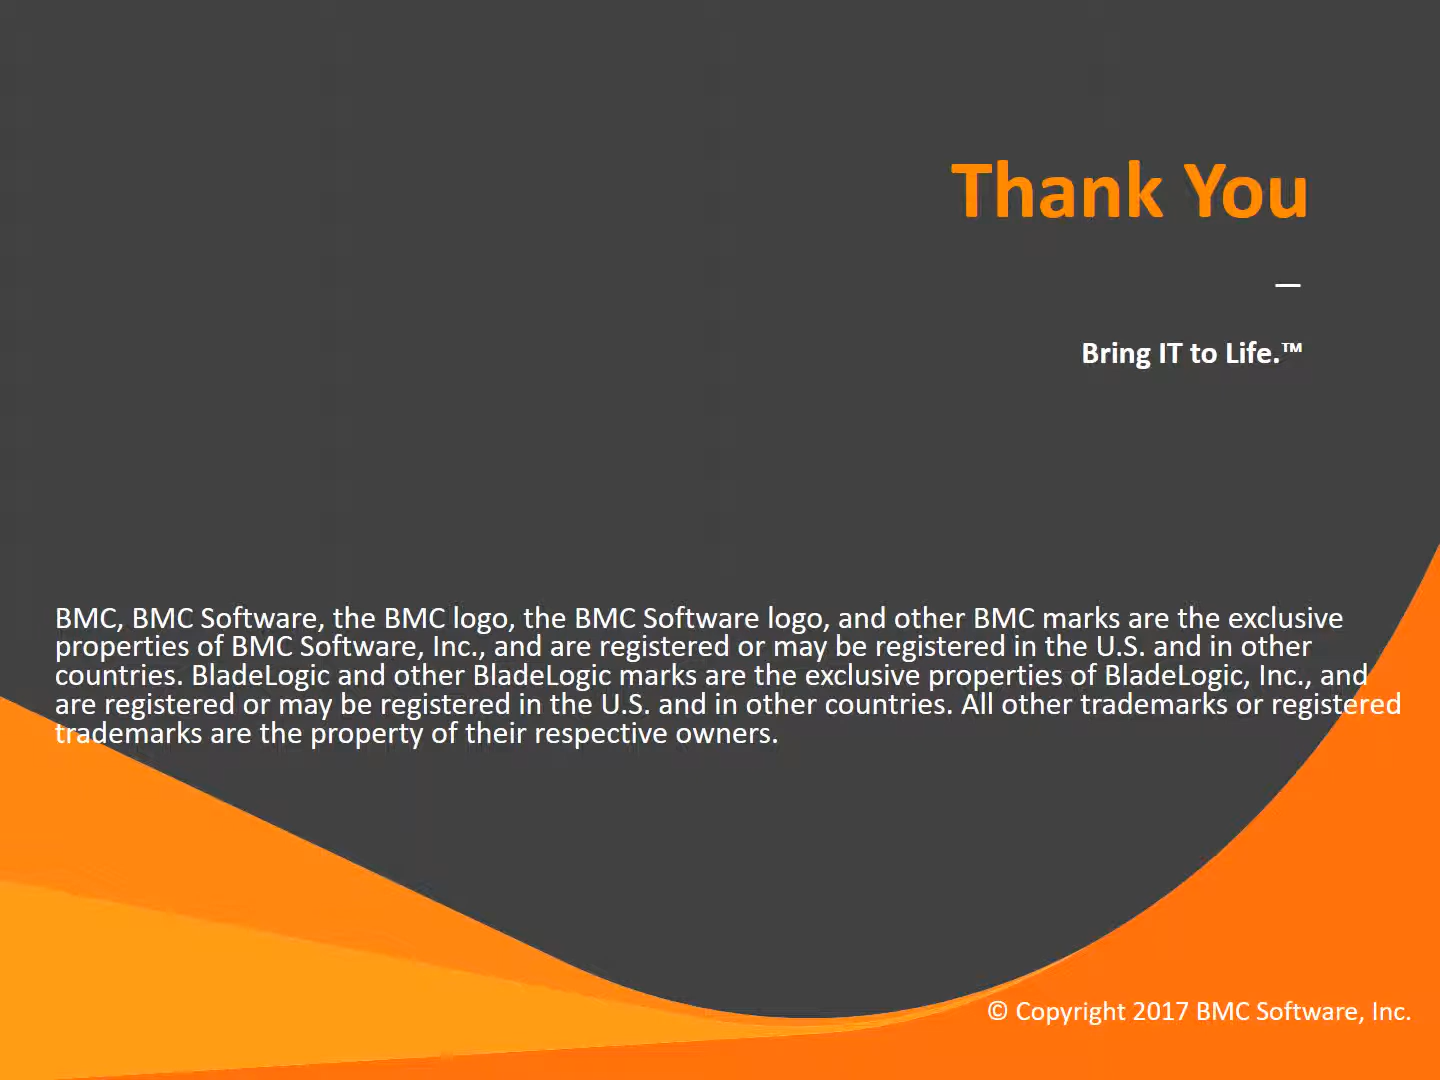 Thank You
—
Bring IT to Life.™
BMC, BMC Software, the BMC logo, the BMC Software logo, and other BMC marks are the exclusive
properties of BMC Software, Inc., and are registered or may be registered in the U.S. and in other
countries. BladeLogic and other BladeLogic marks are the exclusive properties of BladeLogic, Inc., and
are registered or may be registered in the U.S. and in other countries. All other trademarks or registered
trademarks are the property of their respective owners.
© Copyright 2017 BMC Software, Inc.